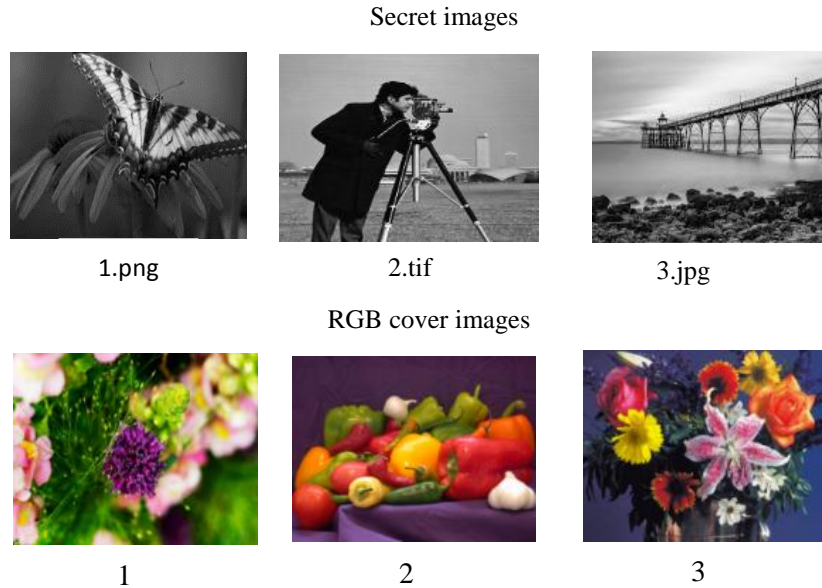 Secret images
1.png
2.tif
3.jpg
RGB cover images
1
2
3